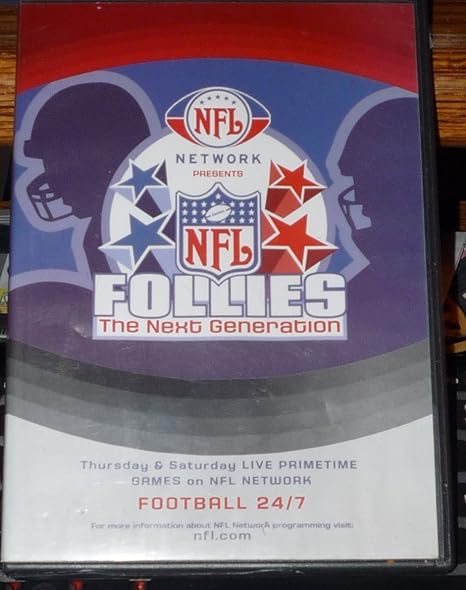 NFL
NETWORK
PRESENTS
NFL
FOLLIES
The Next Generation
Thursday & Saturday LIVE PRIMETIME
GAMES on NFL NETWORK
FOOTBALL 24/7
For more information about NFL Network programming visit:
nfl.com